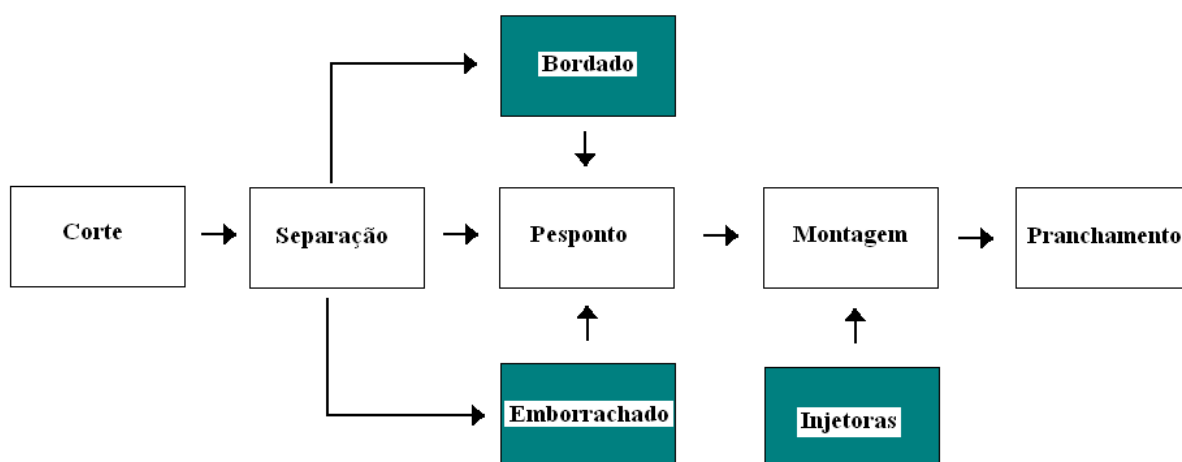 Bordado
Corte
Separação
Pesponto
Montagem
Pranchamento
Emborrachado
Injetoras